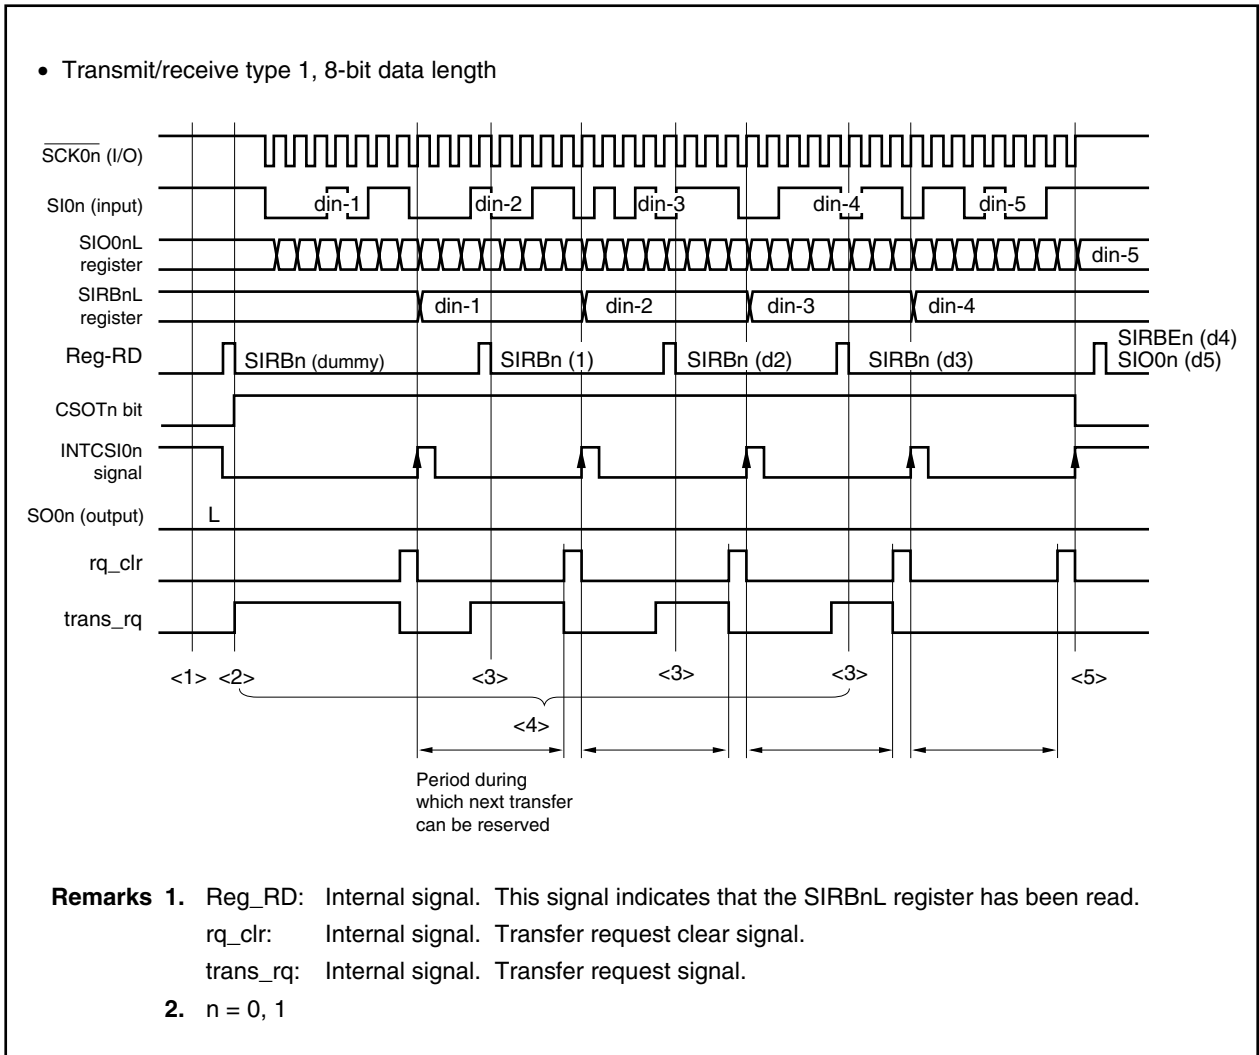 • Transmit/receive type 1, 8-bit data length
SCK0n (I/O)
SI0n (input)
din-1
din-2
din-3
din-4
din-5
SIO0nL
register
din-5
SIRBnL
register
din-1
din-2
din-3
din-4
Reg-RD
SIRBn (dummy)
SIRBn (1)
SIRBn (d2)
SIRBn (d3)
SIRBEn (d4)
SIO0n (d5)
CSOTn bit
INTCSI0n
signal
SO0n (output)
L
rq_clr
trans_rq
<1> <2> <3> <3> <3> <5>
<4>
Period during
which next transfer
can be reserved
Remarks 1. Reg_RD: Internal signal. This signal indicates that the SIRBnL register has been read.
rq_clr: Internal signal. Transfer request clear signal.
trans_rq: Internal signal. Transfer request signal.
2. n = 0, 1